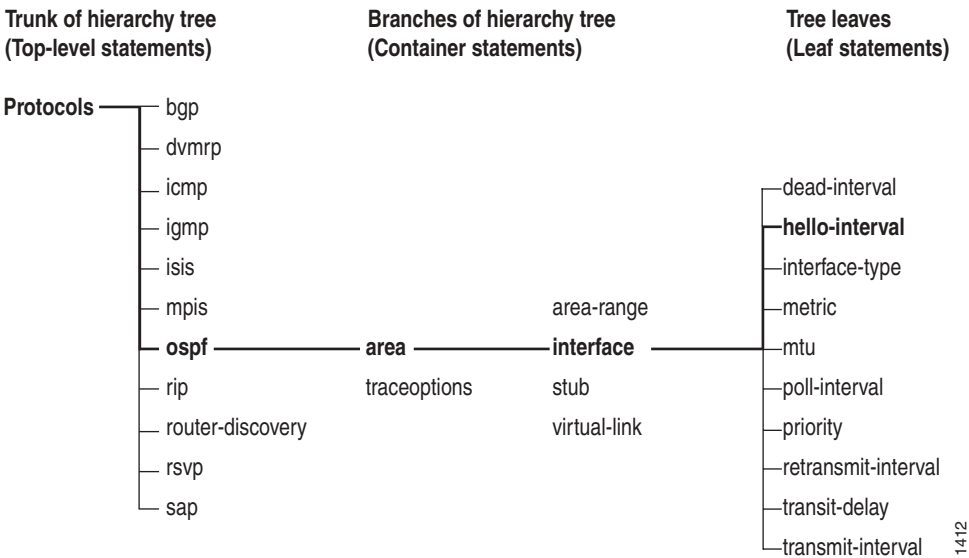 Trunk of hierarchy tree
(Top-level statements)
Branches of hierarchy tree
(Container statements)
Tree leaves
(Leaf statements)
Protocols
bgp
dvmrp
icmp
igmp
isis
mpis
ospf
rip
router-discovery
rsvp
sap
area
traceoptions
area-range
interface
stub
virtual-link
dead-interval
hello-interval
interface-type
metric
mtu
poll-interval
priority
retransmit-interval
transit-delay
transmit-interval
1412